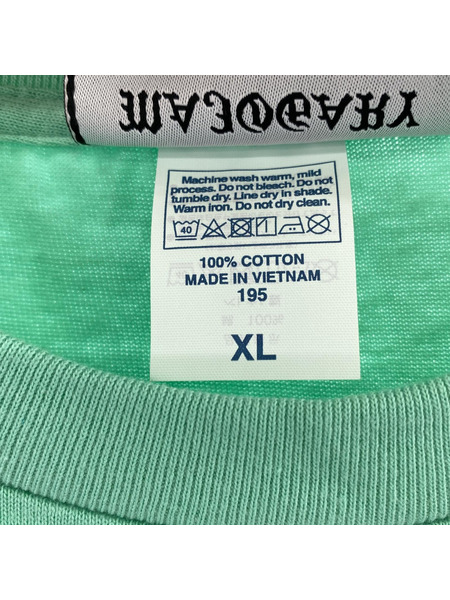 Machine wash warm, mild
process. Do not bleach. Do not
tumble dry. Line dry in shade.
Warm iron. Do not dry clean.
40
100% COTTON
MADE IN VIETNAM
195
XL